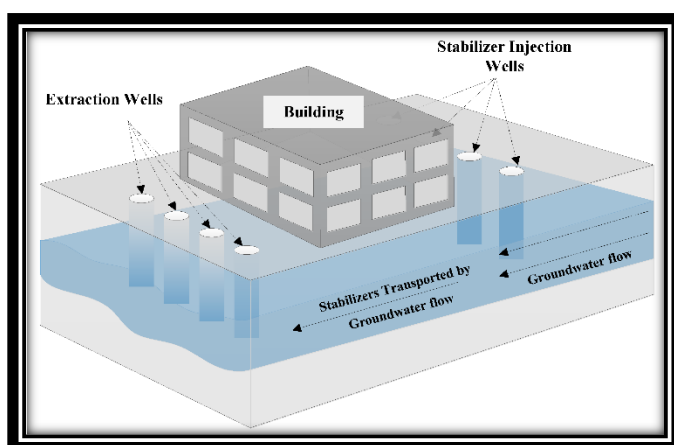 Stabilizer Injection
Wells
Extraction Wells
Building
Stabilizers Transported by
Groundwater flow
Groundwater flow